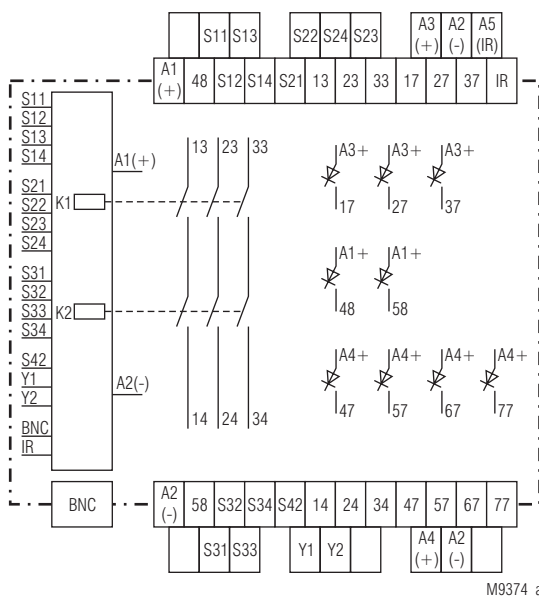 S11 S13 S22 S24 S23 A3 (+) A2 (-) A5 (IR)
A1 (+) 48 S12 S14 S21 13 23 33 17 27 37 IR
S11
S12
S13
S14
A1(+)
S21
K1
S22
S23
S24
S31
S32
S33
K2
S34
S42
Y1
A2(-)
Y2
BNC
IR
13 23 33
14 24 34
A3+ A3+ A3+
17 27 37
A1+ A1+
48 58
A4+ A4+ A4+ A4+
47 57 67 77
BNC
A2 (-) 58 S32 S34 S42 14 24 34 47 57 67 77
S31 S33 Y1 Y2 A4 (+) A2 (-)
M9374 a